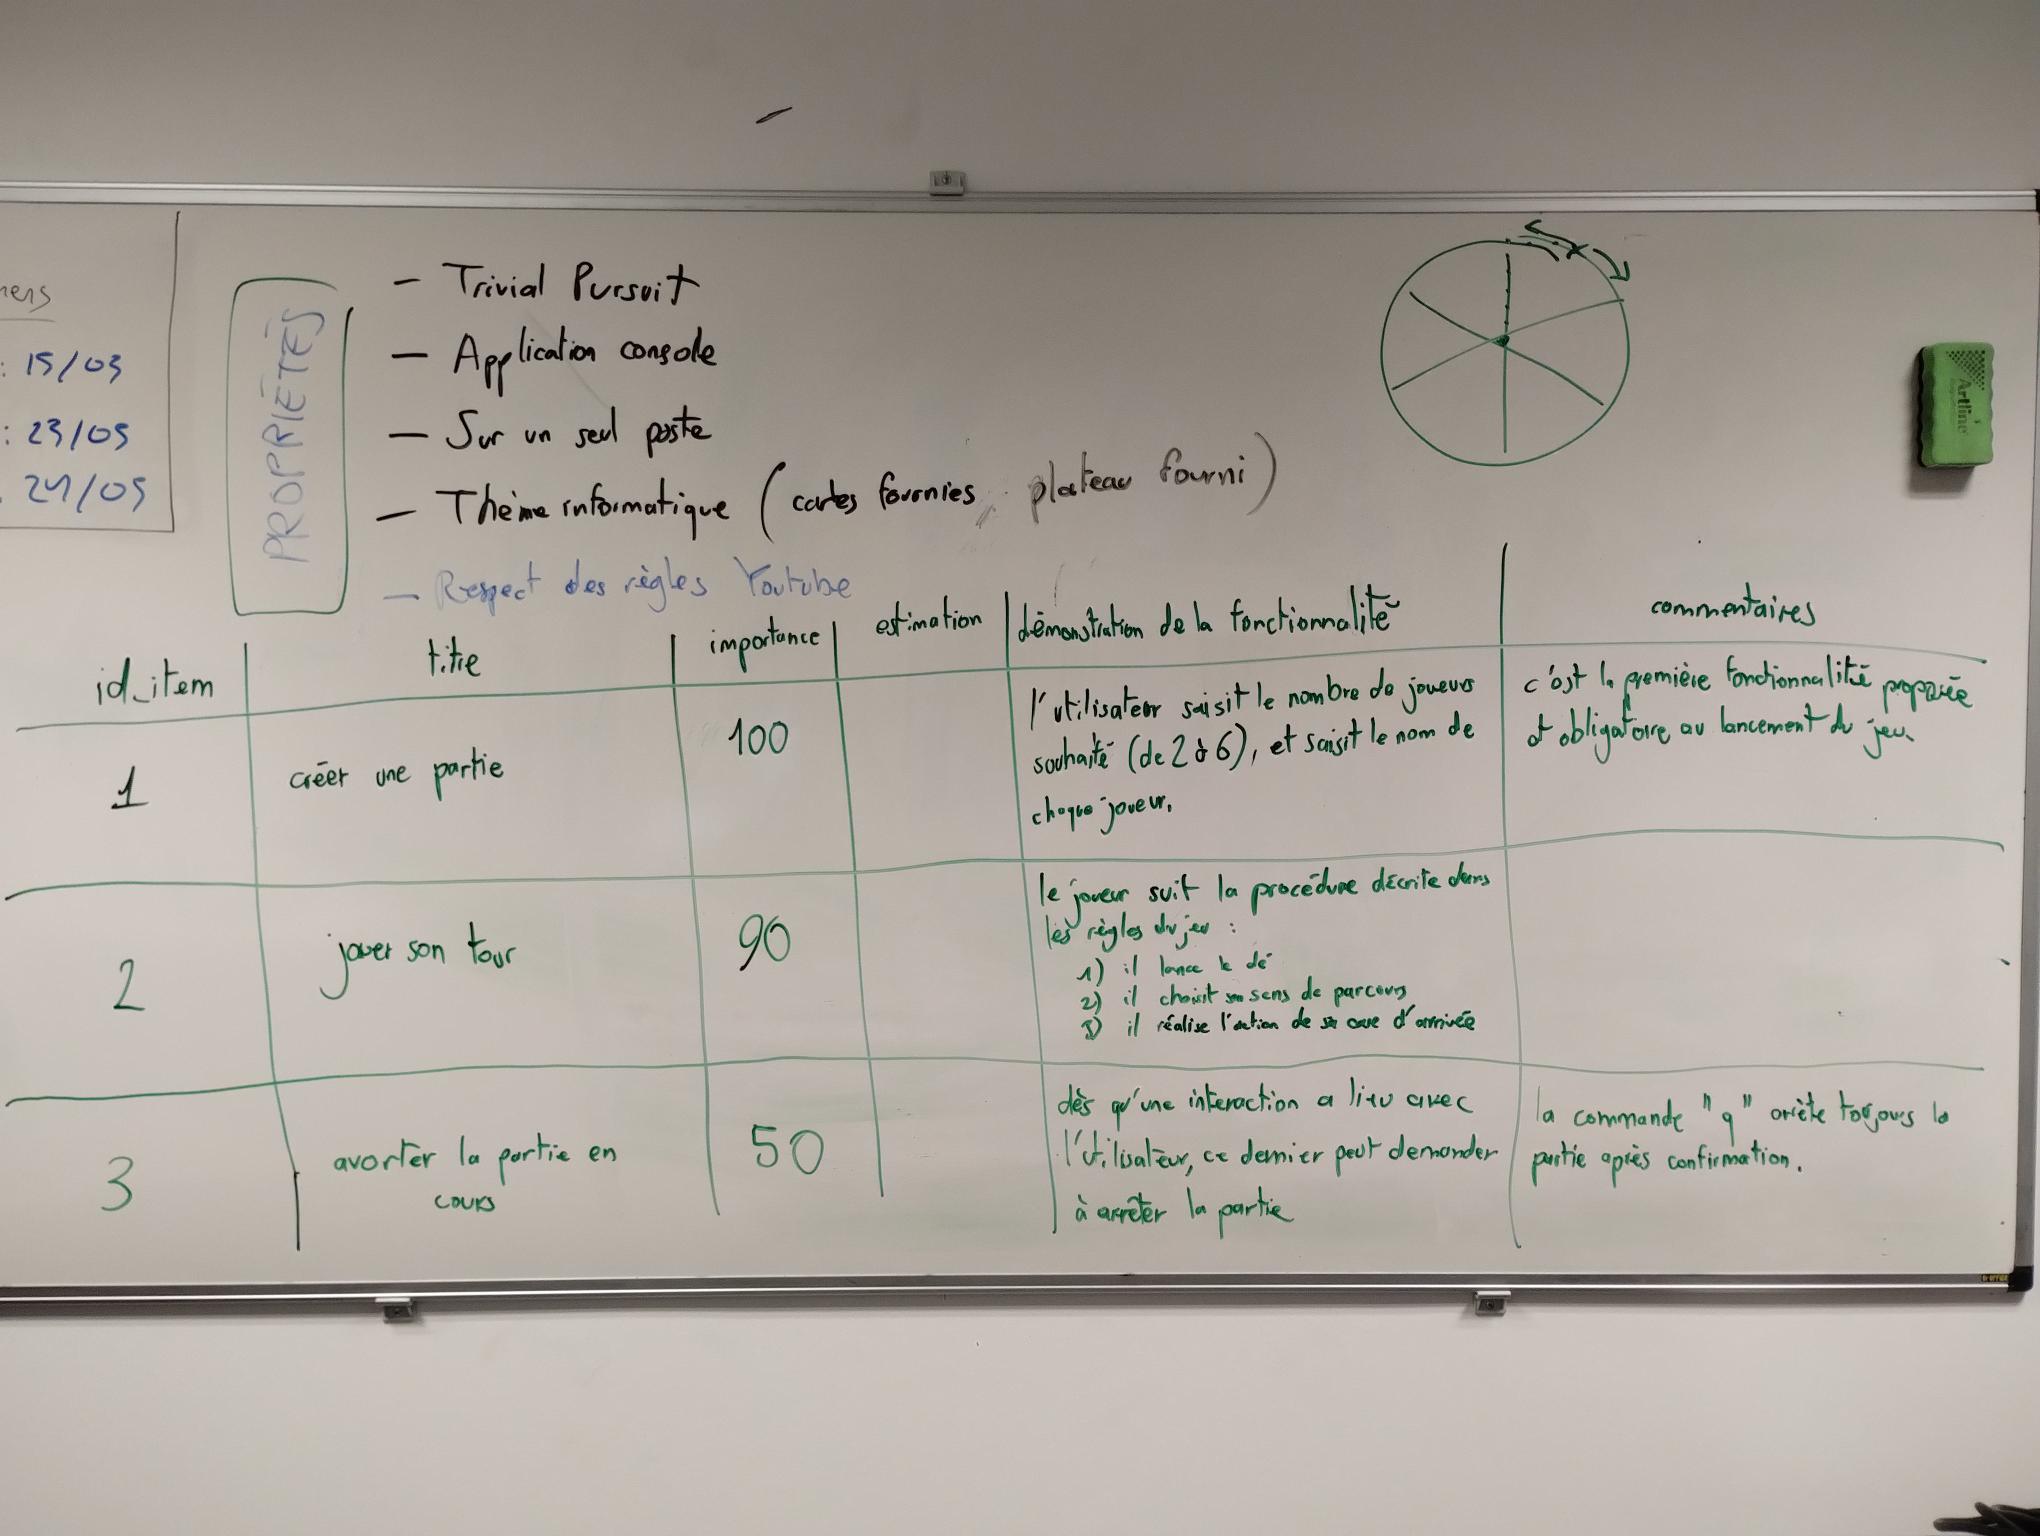 : 15/03
: 23/05
24/05
PROPRIÉTÉS
- Trivial Pursuit
- Application console
- Sur un seul poste
- Thème informatique (cartes fournies, plateau fourni)
- Respect des règles Youtube
Artline
id_item
titre
importance
estimation
démonstration de la fonctionnalité
commentaires
1
créer une partie
100
l'utilisateur saisit le nombre de joueurs
souhaité (de 2 à 6), et saisit le nom de
chaque joueur.
c'est la première fonctionnalité proposée
et obligatoire au lancement du jeu.
2
jouer son tour
90
le joueur suit la procédure décrite dans
les règles du jeu :
1) il lance le dé
2) il choisit son sens de parcours
3) il réalise l'action de sa case d'arrivée
3
avorter la partie en
cours
50
dès qu'une interaction a lieu avec
l'utilisateur, ce dernier peut demander
à arrêter la partie
la commande "q" arrête toujours la
partie après confirmation.